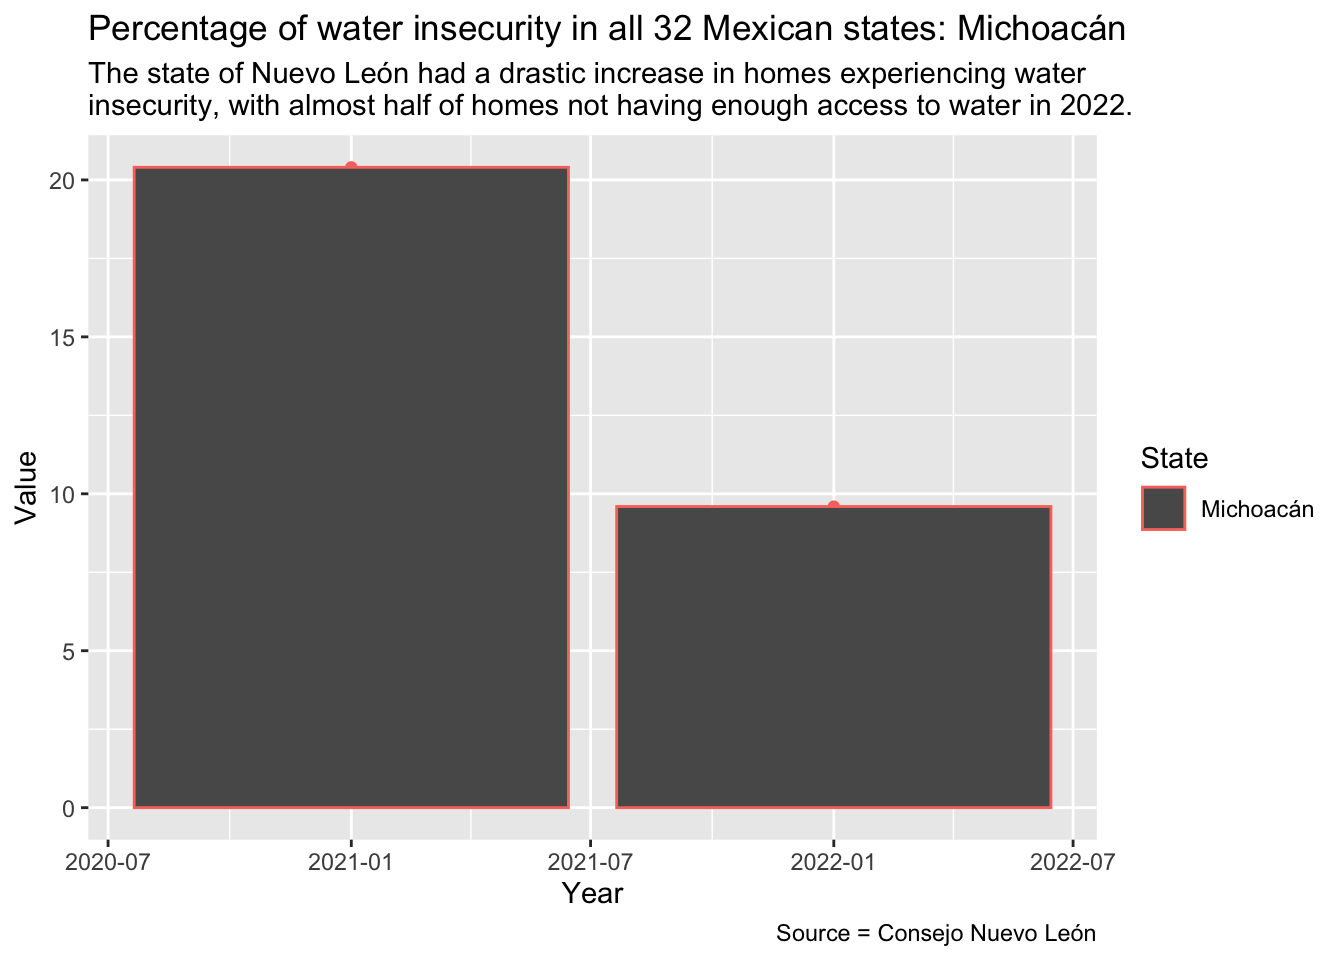 Percentage of water insecurity in all 32 Mexican states: Michoacán
The state of Nuevo León had a drastic increase in homes experiencing water
insecurity, with almost half of homes not having enough access to water in 2022.
20
15
10
5
0
Value
2020-07
2021-01
2021-07
2022-01
2022-07
Year
State
Michoacán
Source = Consejo Nuevo León